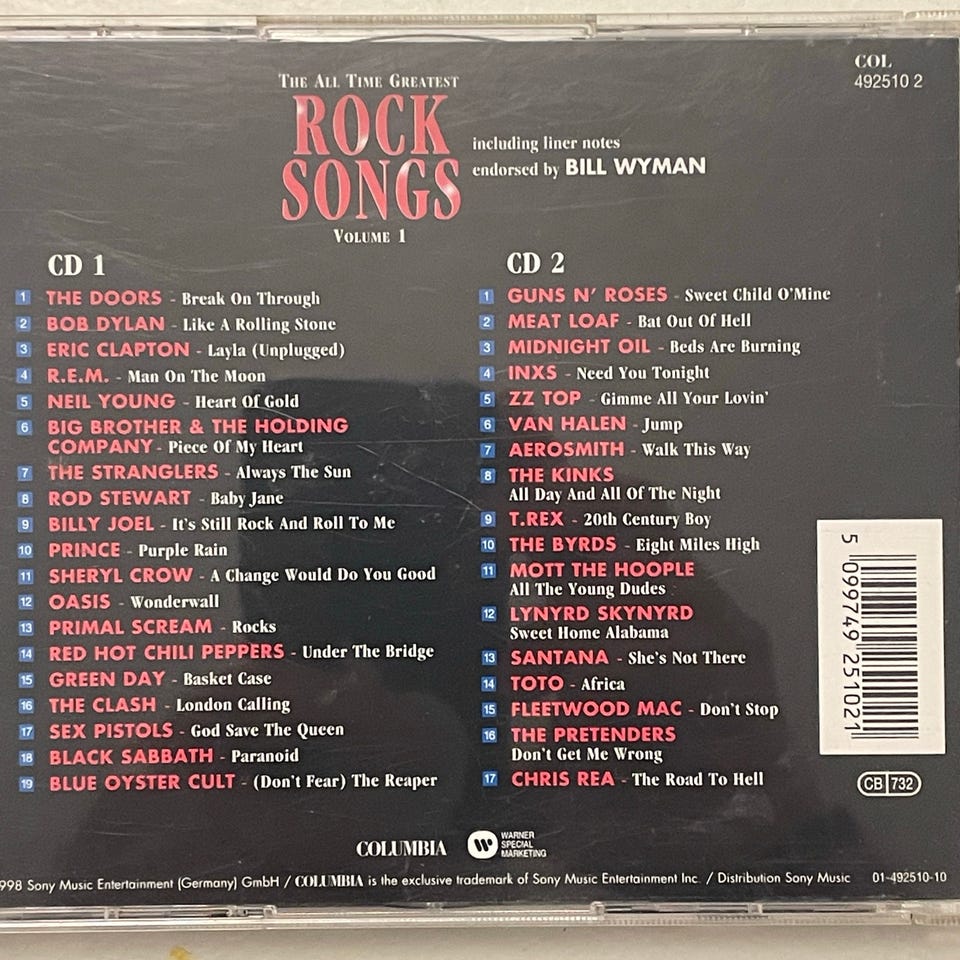 COL
492510 2
THE ALL TIME GREATEST
ROCK
SONGS
VOLUME 1
including liner notes
endorsed by BILL WYMAN
CD 1
1 THE DOORS - Break On Through
2 BOB DYLAN - Like A Rolling Stone
3 ERIC CLAPTON - Layla (Unplugged)
4 R.E.M. - Man On The Moon
5 NEIL YOUNG - Heart Of Gold
6 BIG BROTHER & THE HOLDING
COMPANY - Piece Of My Heart
7 THE STRANGLERS - Always The Sun
8 ROD STEWART - Baby Jane
9 BILLY JOEL - It's Still Rock And Roll To Me
10 PRINCE - Purple Rain
11 SHERYL CROW - A Change Would Do You Good
12 OASIS - Wonderwall
13 PRIMAL SCREAM - Rocks
14 RED HOT CHILI PEPPERS - Under The Bridge
15 GREEN DAY - Basket Case
16 THE CLASH - London Calling
17 SEX PISTOLS - God Save The Queen
18 BLACK SABBATH - Paranoid
19 BLUE OYSTER CULT - (Don't Fear) The Reaper
CD 2
1 GUNS N' ROSES - Sweet Child O'Mine
2 MEAT LOAF - Bat Out Of Hell
3 MIDNIGHT OIL - Beds Are Burning
4 INXS - Need You Tonight
5 ZZ TOP - Gimme All Your Lovin'
6 VAN HALEN - Jump
7 AEROSMITH - Walk This Way
8 THE KINKS
All Day And All Of The Night
9 T.REX - 20th Century Boy
10 THE BYRDS - Eight Miles High
11 MOTT THE HOOPLE
All The Young Dudes
12 LYNYRD SKYNYRD
Sweet Home Alabama
13 SANTANA - She's Not There
14 TOTO - Africa
15 FLEETWOOD MAC - Don't Stop
16 THE PRETENDERS
Don't Get Me Wrong
17 CHRIS REA - The Road To Hell
5 099749 251021
CB 732
COLUMBIA
WARNER
SPECIAL
MARKETING
998 Sony Music Entertainment (Germany) GmbH / COLUMBIA is the exclusive trademark of Sony Music Entertainment Inc. / Distribution Sony Music 01-492510-10